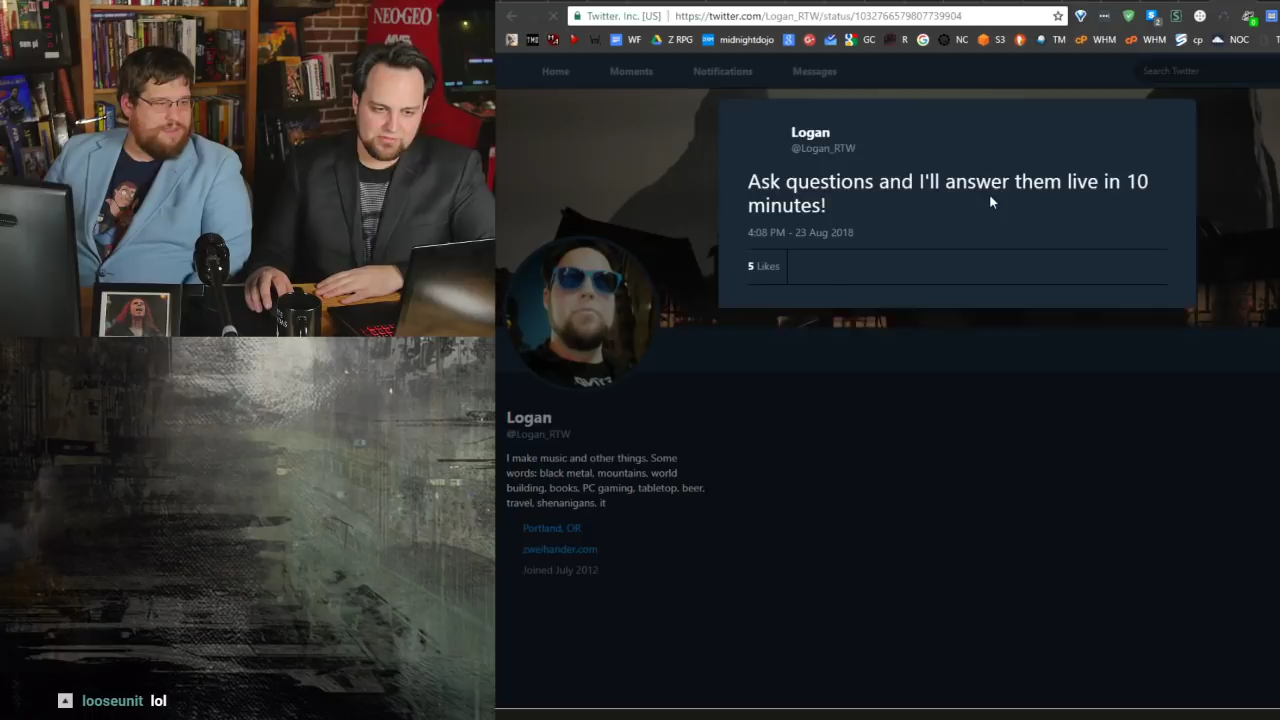 NEO·GEO
Twitter, Inc. [US]
https://twitter.com/Logan_RTW/status/1032766579807739904
WF
Z RPG
midnightdojo
GC
R
NC
S3
TM
WHM
WHM
cp
NOC
Home
Moments
Notifications
Messages
Search Twitter
Logan
@Logan_RTW
Ask questions and I'll answer them live in 10
minutes!
4:08 PM - 23 Aug 2018
5 Likes
Logan
@Logan_RTW
I make music and other things. Some
words: black metal, mountains, world
building, books, PC gaming, tabletop, beer,
travel, shenanigans, it
Portland, OR
zweihander.com
Joined July 2012
looseunit lol